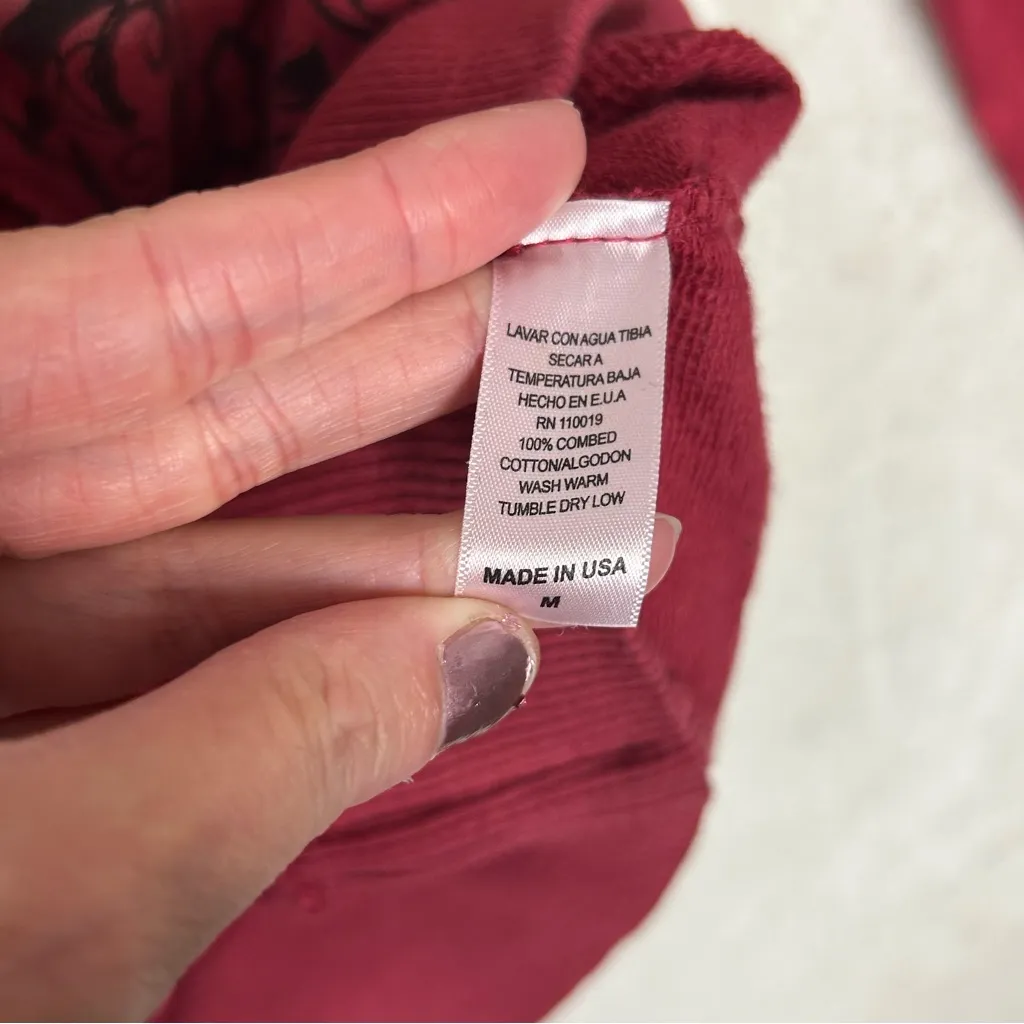 LAVAR CON AGUA TIBIA
SECAR A
TEMPERATURA BAJA
HECHO EN E.U.A
RN 110019
100% COMBED
COTTON/ALGODON
WASH WARM
TUMBLE DRY LOW
MADE IN USA
M